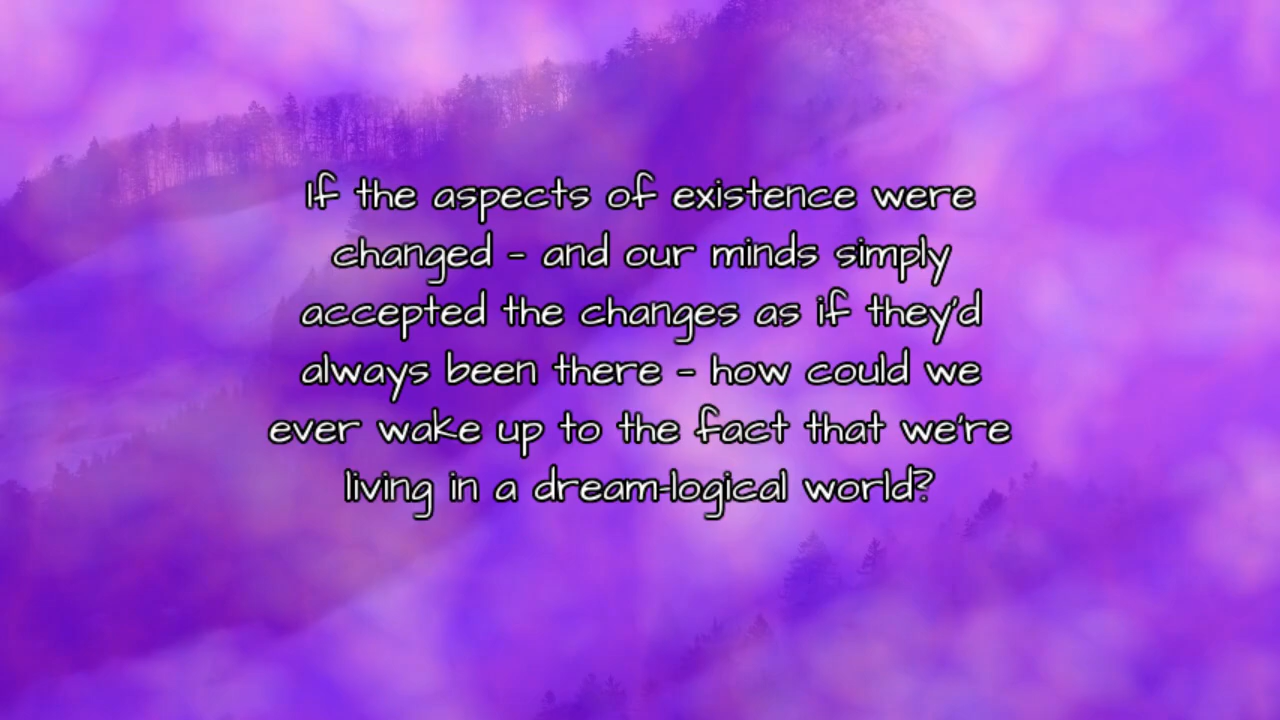 If the aspects of existence were
changed - and our minds simply
accepted the changes as if they'd
always been there - how could we
ever wake up to the fact that we're
living in a dream-logical world?